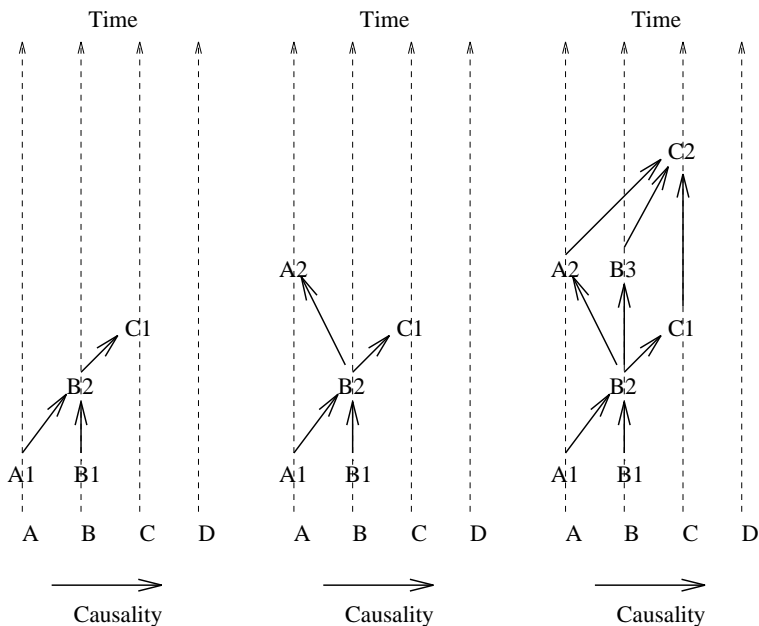 Time Time Time
C2
A2 A2 B3
C1 C1 C1
B2 B2 B2
A1 B1 A1 B1 A1 B1
A B C D A B C D A B C D
Causality Causality Causality